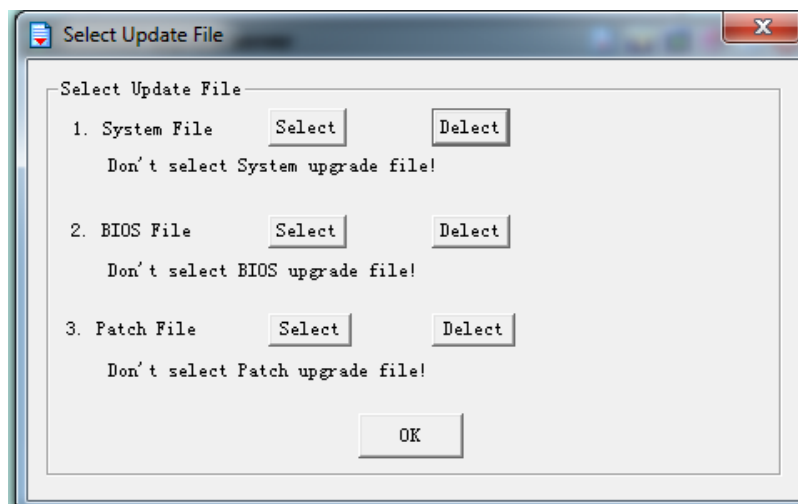 Select Update File
Select Update File
1. System File Select Delect
Don't select System upgrade file!
2. BIOS File Select Delect
Don't select BIOS upgrade file!
3. Patch File Select Delect
Don't select Patch upgrade file!
OK